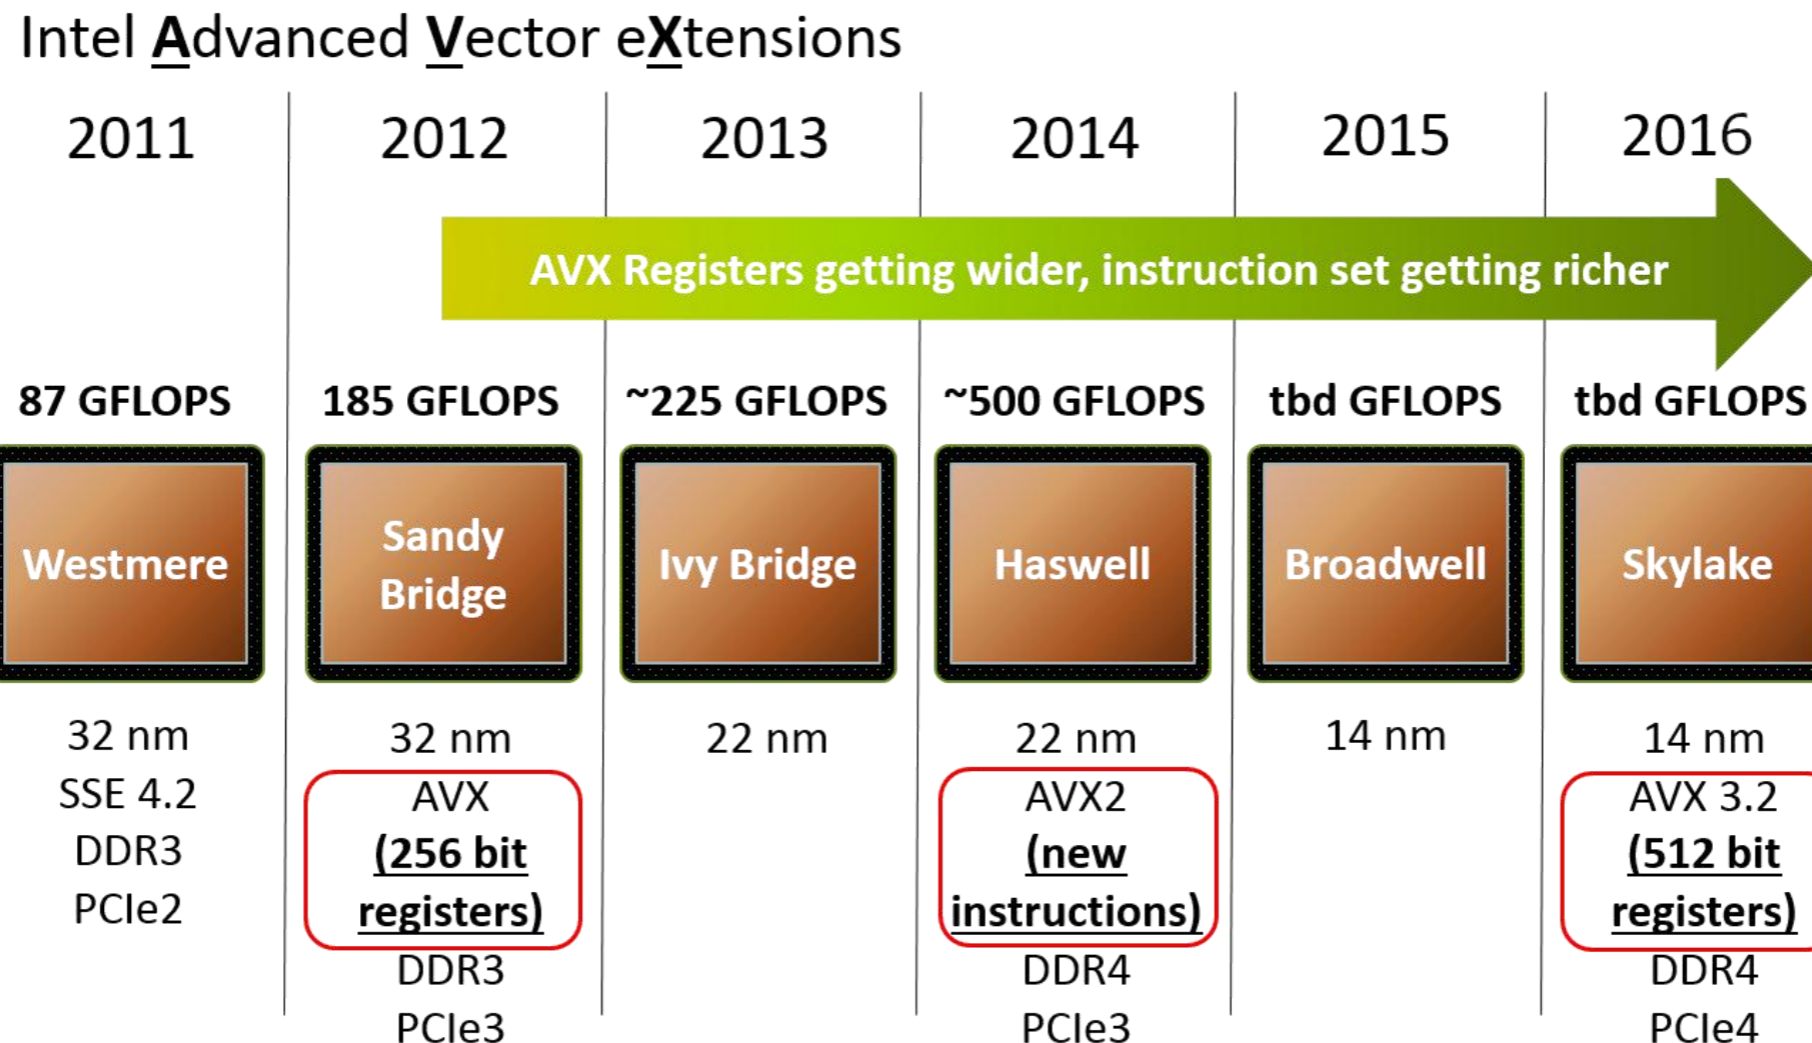 Intel Advanced Vector eXtensions
2011
2012
2013
2014
2015
2016
AVX Registers getting wider, instruction set getting richer
87 GFLOPS
185 GFLOPS
~225 GFLOPS
~500 GFLOPS
tbd GFLOPS
tbd GFLOPS
Westmere
Sandy
Bridge
Ivy Bridge
Haswell
Broadwell
Skylake
32 nm
SSE 4.2
DDR3
PCIe2
32 nm
AVX
(256 bit
registers)
DDR3
PCIe3
22 nm
22 nm
AVX2
(new
instructions)
DDR4
PCIe3
14 nm
14 nm
AVX 3.2
(512 bit
registers)
DDR4
PCIe4